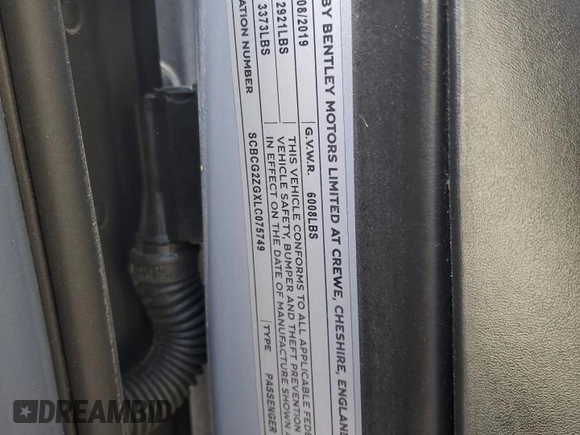 BY BENTLEY MOTORS LIMITED AT CREWE, CHESHIRE, ENGLAND
08/2019 G.V.W.R. 6008LBS
2921LBS THIS VEHICLE CONFORMS TO ALL APPLICABLE FEDE
3373LBS VEHICLE SAFETY, BUMPER AND THEFT PREVENTION
IN EFFECT ON THE DATE OF MANUFACTURE SHOWN A
ATION NUMBER SCBCG2ZGXLC075749 TYPE PASSENGER
DREAMBID